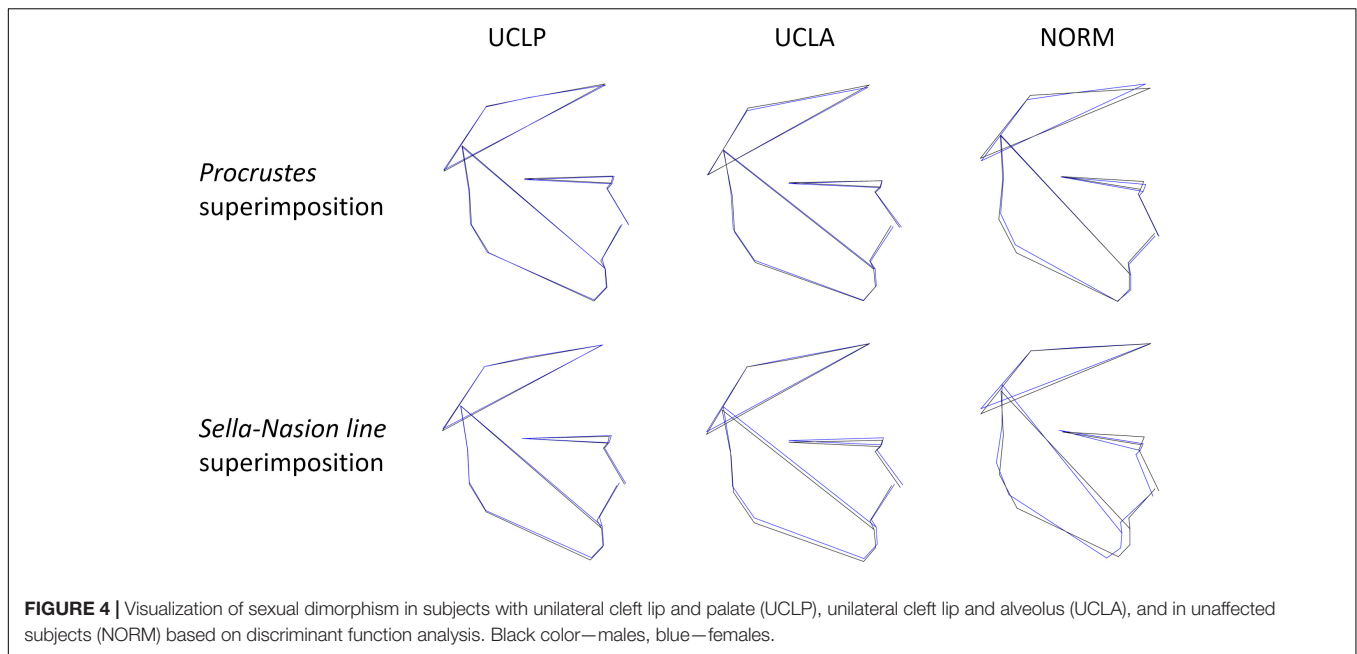 UCLP UCLA NORM
Procrustes
superimposition
Sella-Nasion line
superimposition
FIGURE 4 | Visualization of sexual dimorphism in subjects with unilateral cleft lip and palate (UCLP), unilateral cleft lip and alveolus (UCLA), and in unaffected
subjects (NORM) based on discriminant function analysis. Black color—males, blue—females.